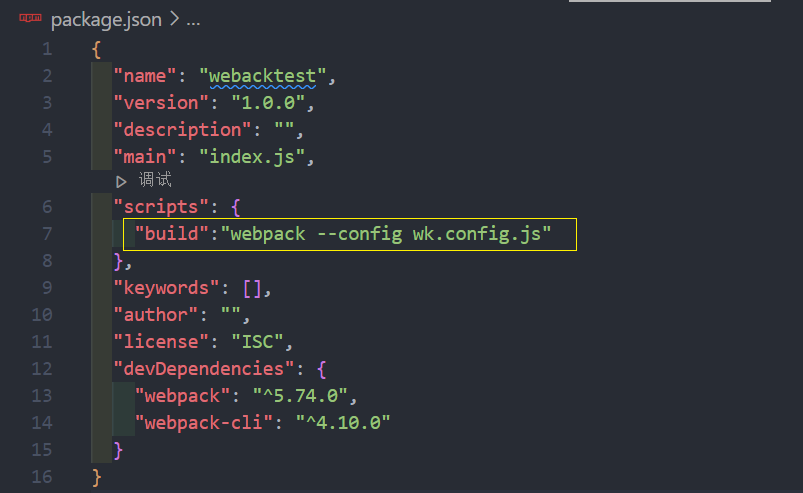 npm package.json > ...
1 {
2 "name": "webacktest",
3 "version": "1.0.0",
4 "description": "",
5 "main": "index.js",
▷ 调试
6 "scripts": {
7 "build":"webpack --config wk.config.js"
8 },
9 "keywords": [],
10 "author": "",
11 "license": "ISC",
12 "devDependencies": {
13 "webpack": "^5.74.0",
14 "webpack-cli": "^4.10.0"
15 }
16 }